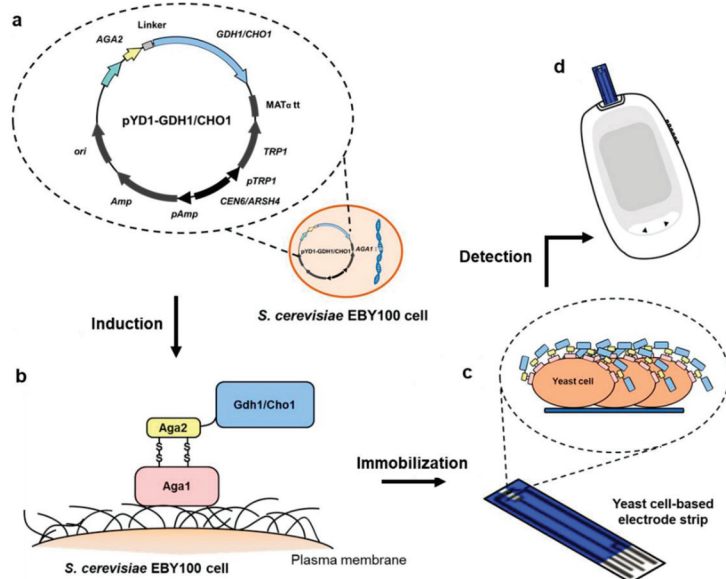 a
Linker
AGA2
GDH1/CHO1
MATα tt
pYD1-GDH1/CHO1
ori
TRP1
pTRP1
Amp
CEN6/ARSH4
pAmp
pYD1-GDH1/CHO1
AGA1
S. cerevisiae EBY100 cell
Induction
b
Gdh1/Cho1
Aga2
S S
S S
Aga1
Plasma membrane
S. cerevisiae EBY100 cell
Immobilization
c
Yeast cell
Yeast cell-based
electrode strip
Detection
d